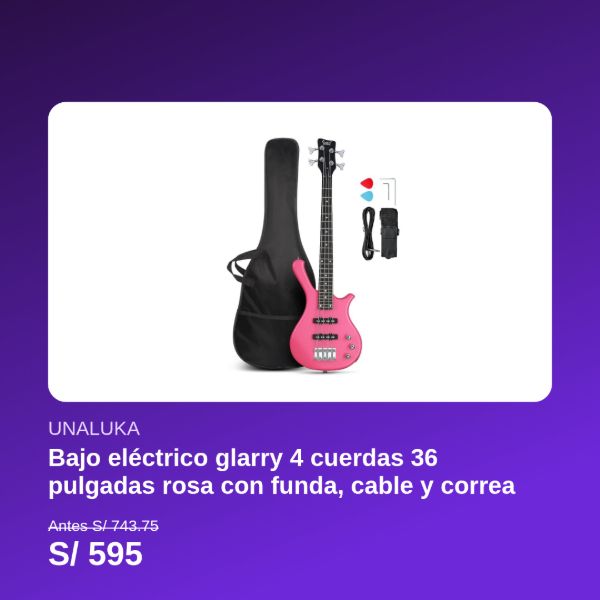 UNALUKA
Bajo eléctrico glarry 4 cuerdas 36
pulgadas rosa con funda, cable y correa
Antes S/ 743.75
S/ 595